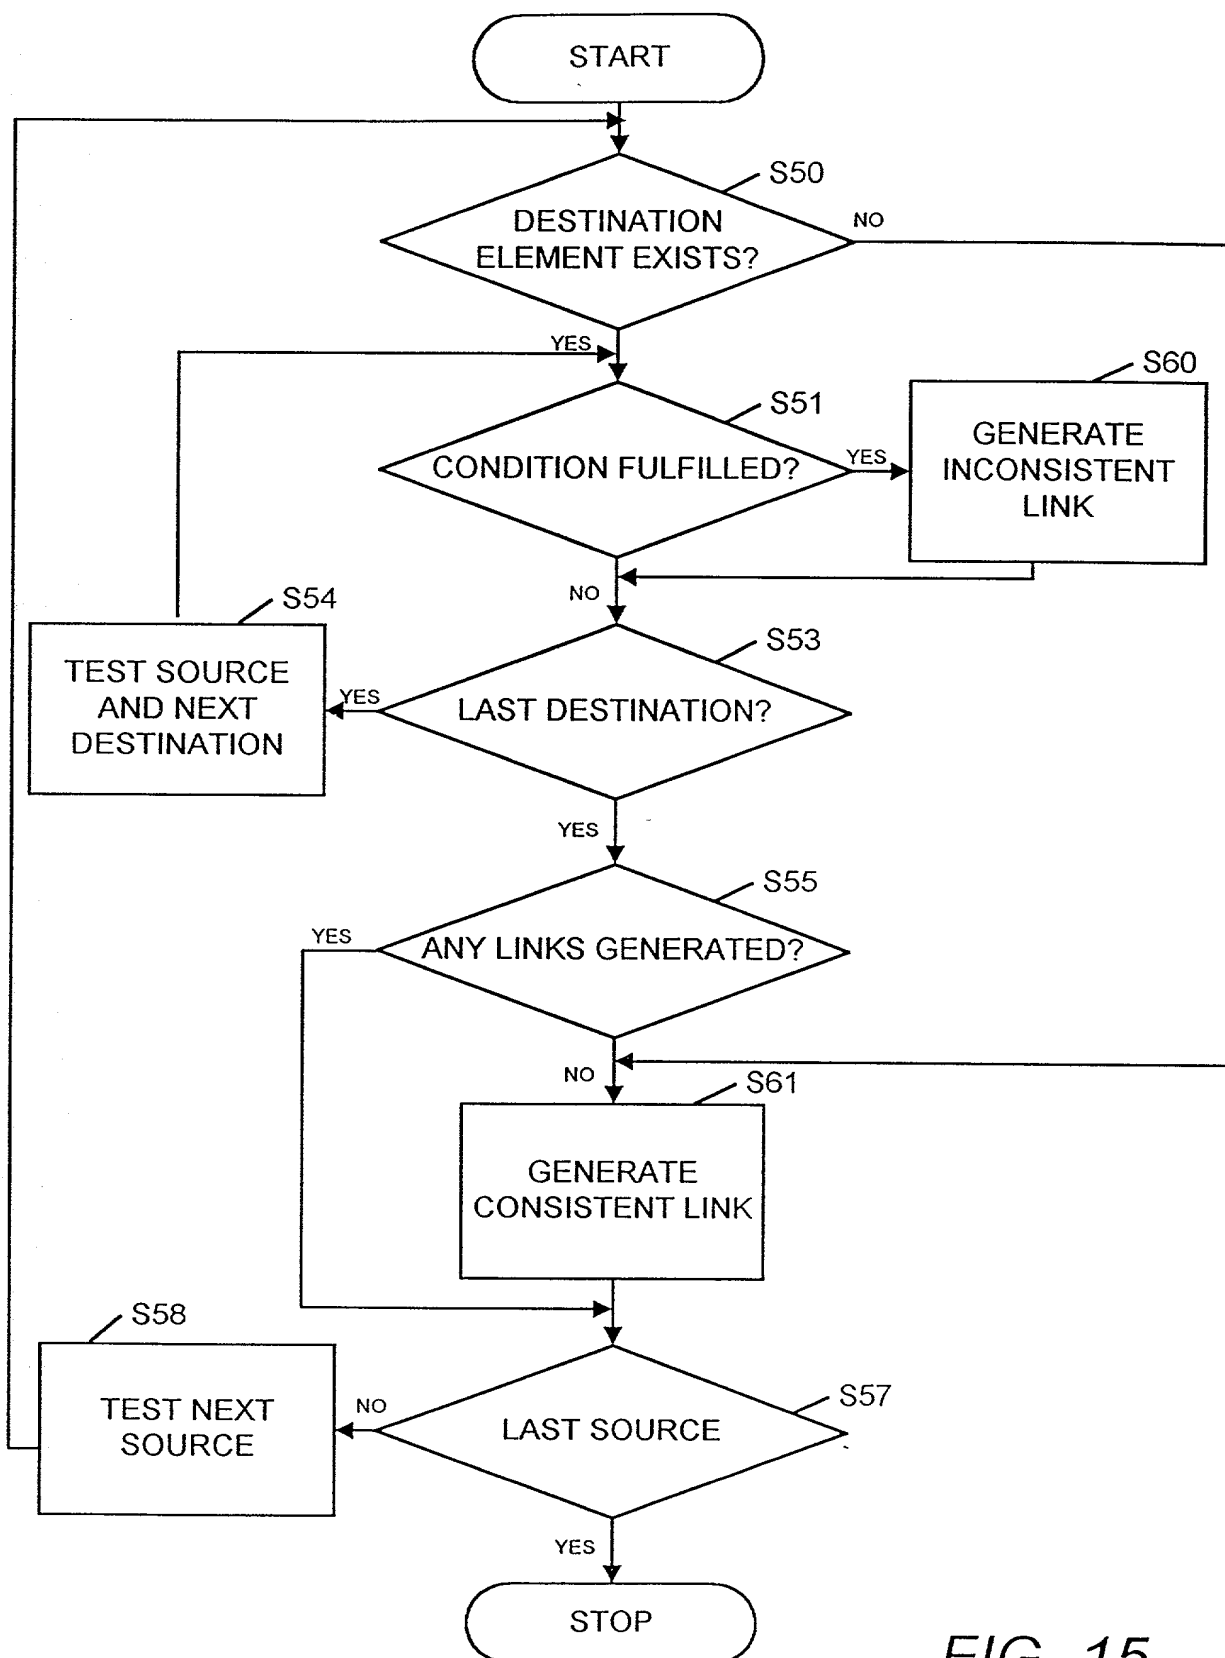 START
S50
DESTINATION
ELEMENT EXISTS?
NO
YES
S60
S51
CONDITION FULFILLED?
YES
GENERATE
INCONSISTENT
LINK
NO
S54
S53
TEST SOURCE
AND NEXT
DESTINATION
YES
LAST DESTINATION?
YES
S55
YES
ANY LINKS GENERATED?
NO
S61
GENERATE
CONSISTENT LINK
S58
S57
TEST NEXT
SOURCE
NO
LAST SOURCE
YES
STOP
FIG. 15